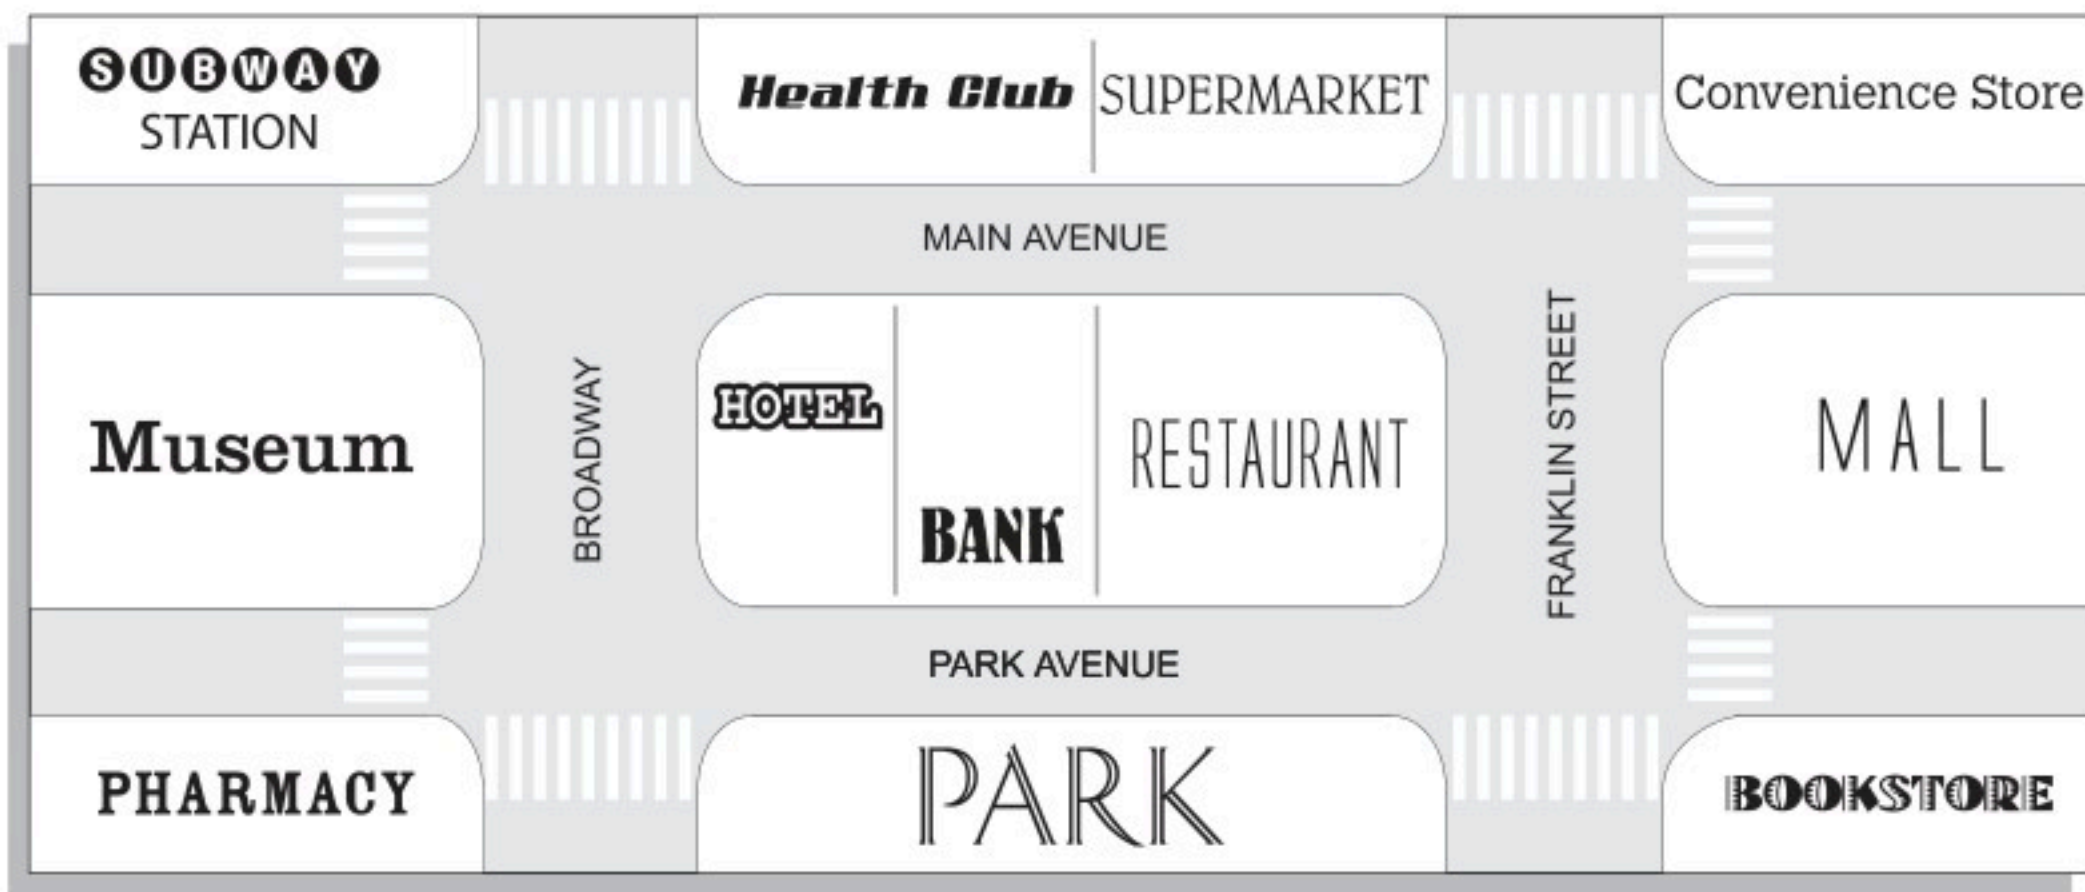 SUBWAY
STATION
Health Club
SUPERMARKET
Convenience Store
MAIN AVENUE
Museum
BROADWAY
HOTEL
BANK
RESTAURANT
FRANKLIN STREET
MALL
PARK AVENUE
PHARMACY
PARK
BOOKSTORE